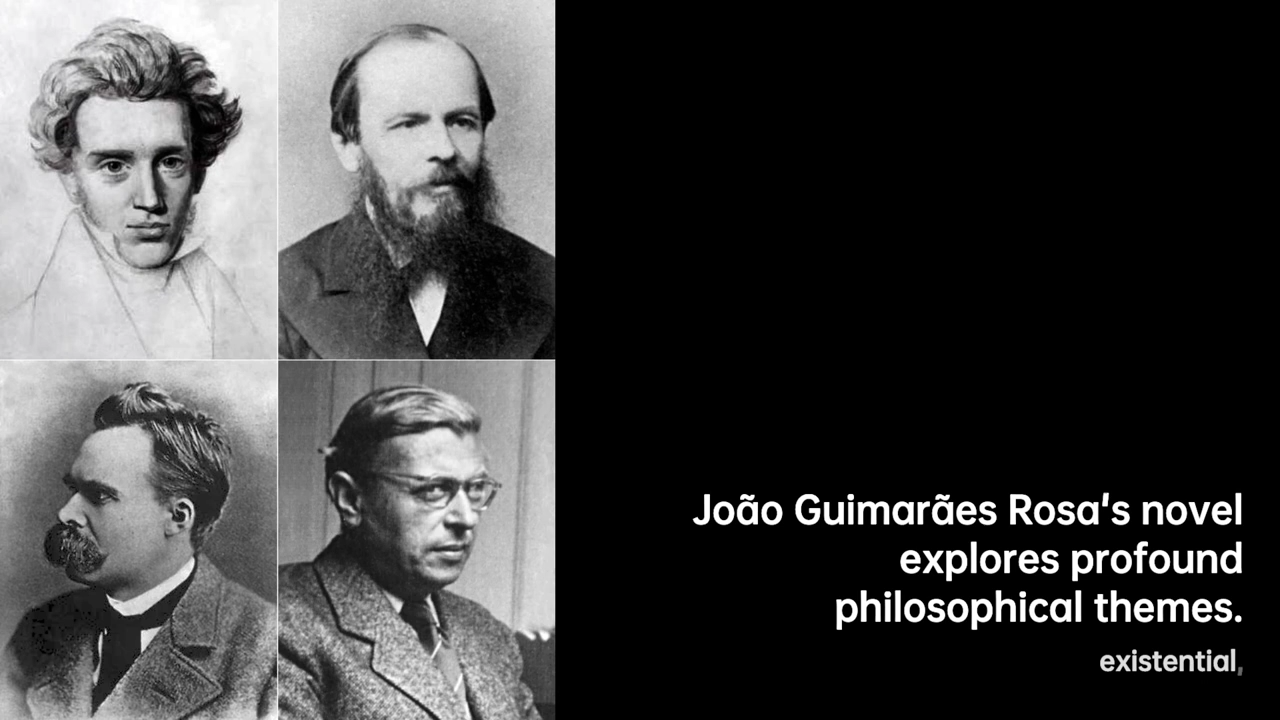 João Guimarães Rosa's novel
explores profound
philosophical themes.
existential,